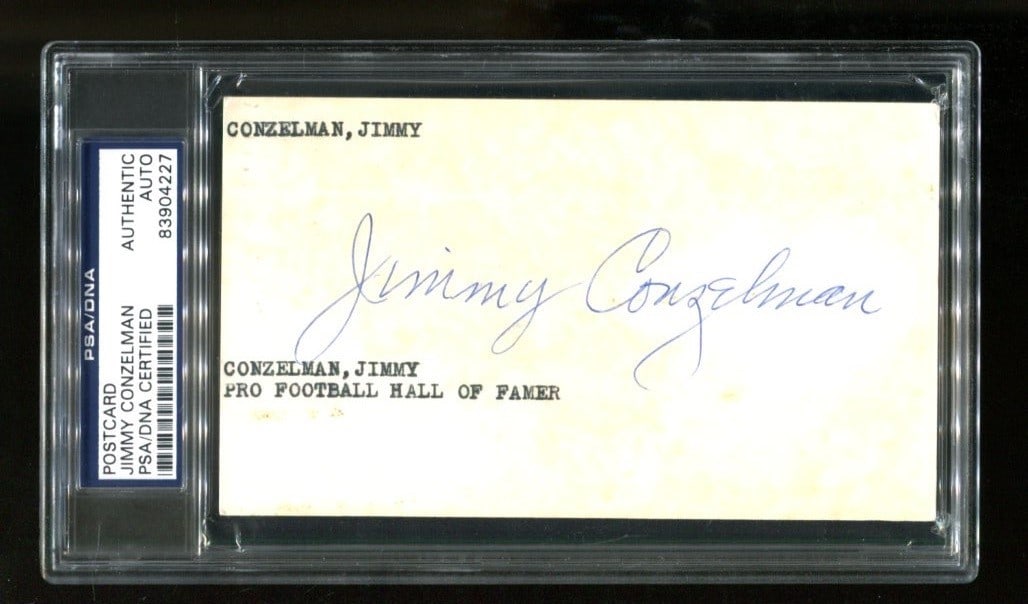 PSA/DNA
POSTCARD
JIMMY CONZELMAN AUTHENTIC
PSA/DNA CERTIFIED AUTO
83904227
CONZELMAN,JIMMY
Jimmy Conzelman
CONZELMAN,JIMMY
PRO FOOTBALL HALL OF FAMER